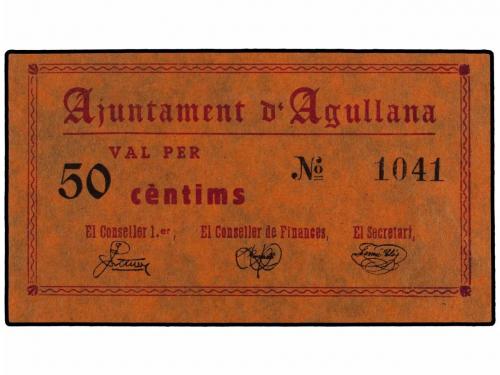 Ajuntament d'Agullana
VAL PER
50 cèntims
№ 1041
El Conseller 1.er, El Conseller de Finances, El Secretari,